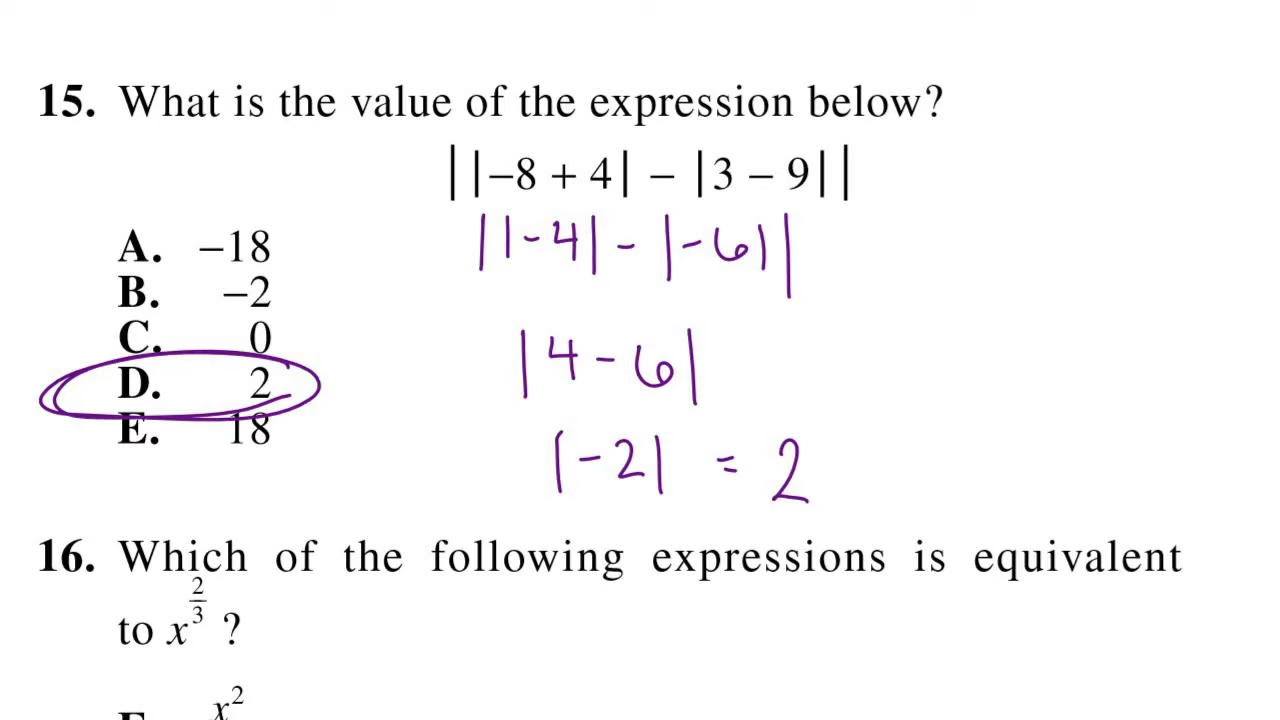 15. What is the value of the expression below?
||−8 + 4| − |3 − 9||
||-4| - |-6||
A. −18
B. −2
C. 0
|4 - 6|
D. 2
E. 18
|-2| = 2
16. Which of the following expressions is equivalent
to x^(2/3) ?
x^2